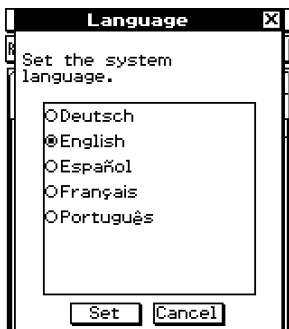 Language
Set the system
language.
Deutsch
English
Español
Français
Português
Set Cancel